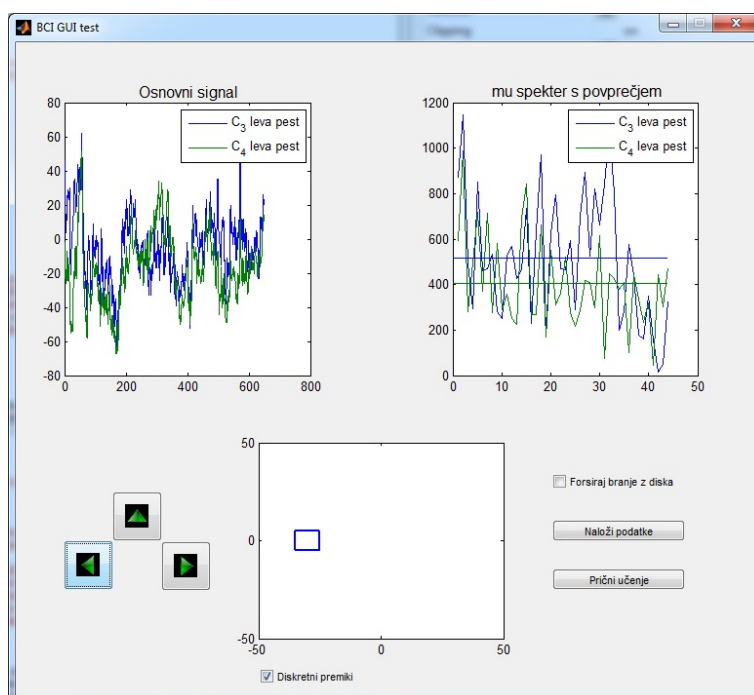 Clipping on
BCI GUI test
Osnovni signal
80
60
40
20
0
-20
-40
-60
-80
0 200 400 600 800
C3 leva pest
C4 leva pest
mu spekter s povprečjem
1200
1000
800
600
400
200
0
0 10 20 30 40 50
C3 leva pest
C4 leva pest
50
0
-50
-50 0 50
Diskretni premiki
Forsiraj branje z diska
Naloži podatke
Prični učenje